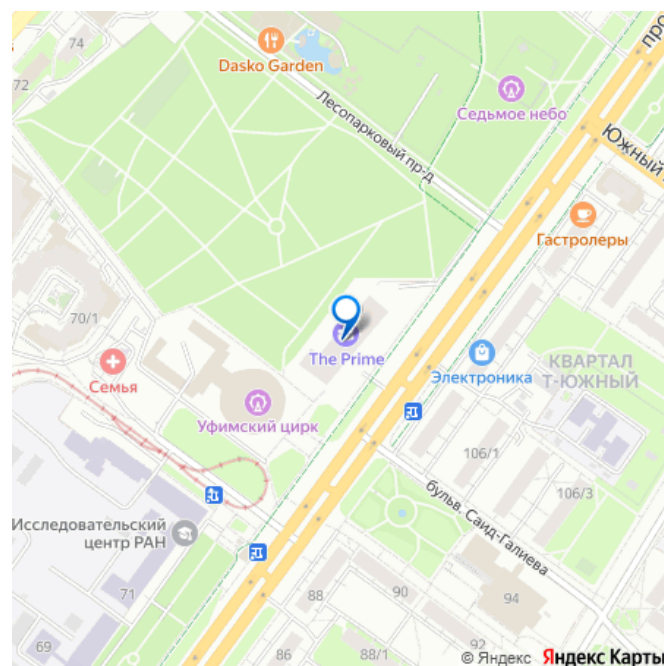 74
72
Dasko Garden
Седьмое небо
Лесопарковый пр-д
Южный
Гастролеры
70/1
Семья
The Prime
Электроника
КВАРТАЛ
Т-ЮЖНЫЙ
Уфимский цирк
106/1
106/3
бульв. Саид-Галиева
Исследовательский
центр РАН
71
69
88
90
94
86
88/1
92
© Яндекс Яндекс Карты